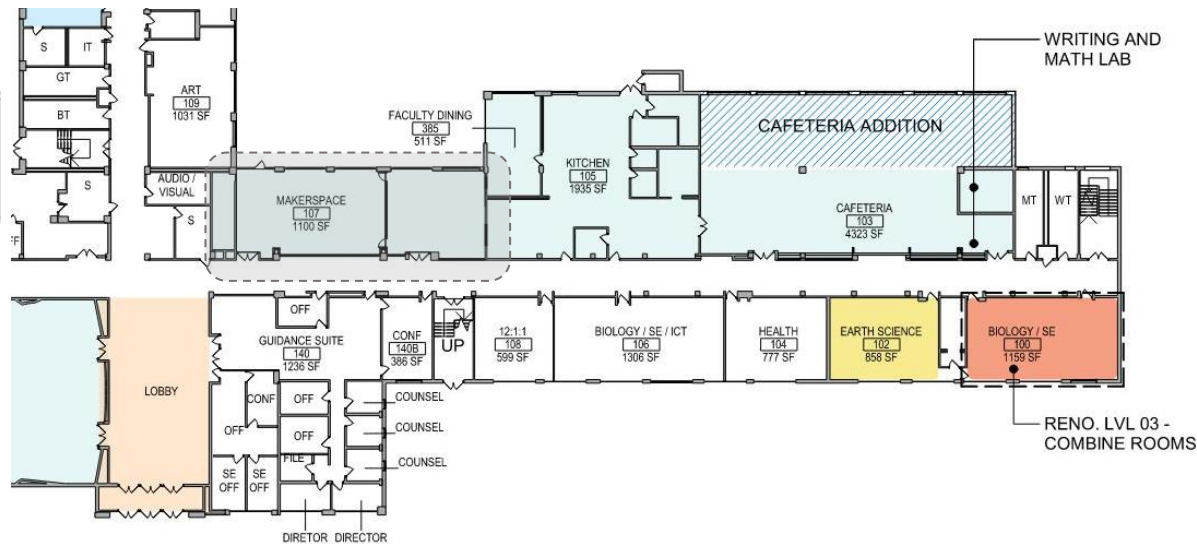 WRITING AND
MATH LAB
S
IT
GT
BT
S
FF
ART
109
1031 SF
AUDIO /
VISUAL
S
FACULTY DINING
385
511 SF
MAKERSPACE
107
1100 SF
KITCHEN
105
1935 SF
CAFETERIA ADDITION
CAFETERIA
103
4323 SF
MT
WT
LOBBY
OFF
GUIDANCE SUITE
140
1236 SF
CONF
140B
386 SF
UP
12:1:1
108
599 SF
BIOLOGY / SE / ICT
106
1306 SF
HEALTH
104
777 SF
EARTH SCIENCE
102
858 SF
BIOLOGY / SE
100
1159 SF
CONF
OFF
OFF
OFF
FILE
SE
OFF
SE
OFF
COUNSEL
COUNSEL
COUNSEL
DIRETOR
DIRECTOR
RENO. LVL 03 -
COMBINE ROOMS